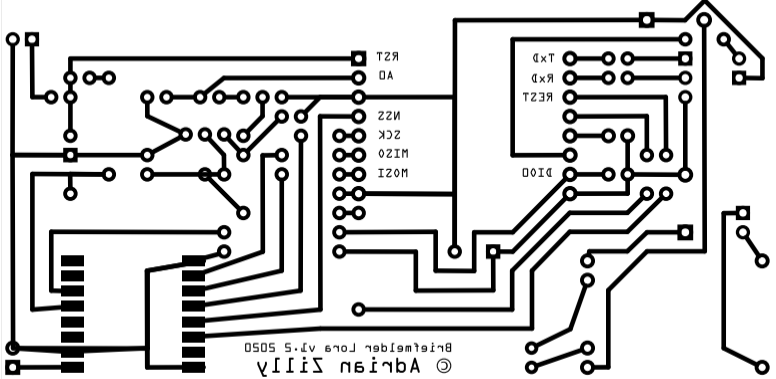 RST
A0
NSS
SCK
MISO
MOSI
TxD
RxD
REST
DIO0
Briefmelder Lora v1.2 2020
© Adrian Zilly